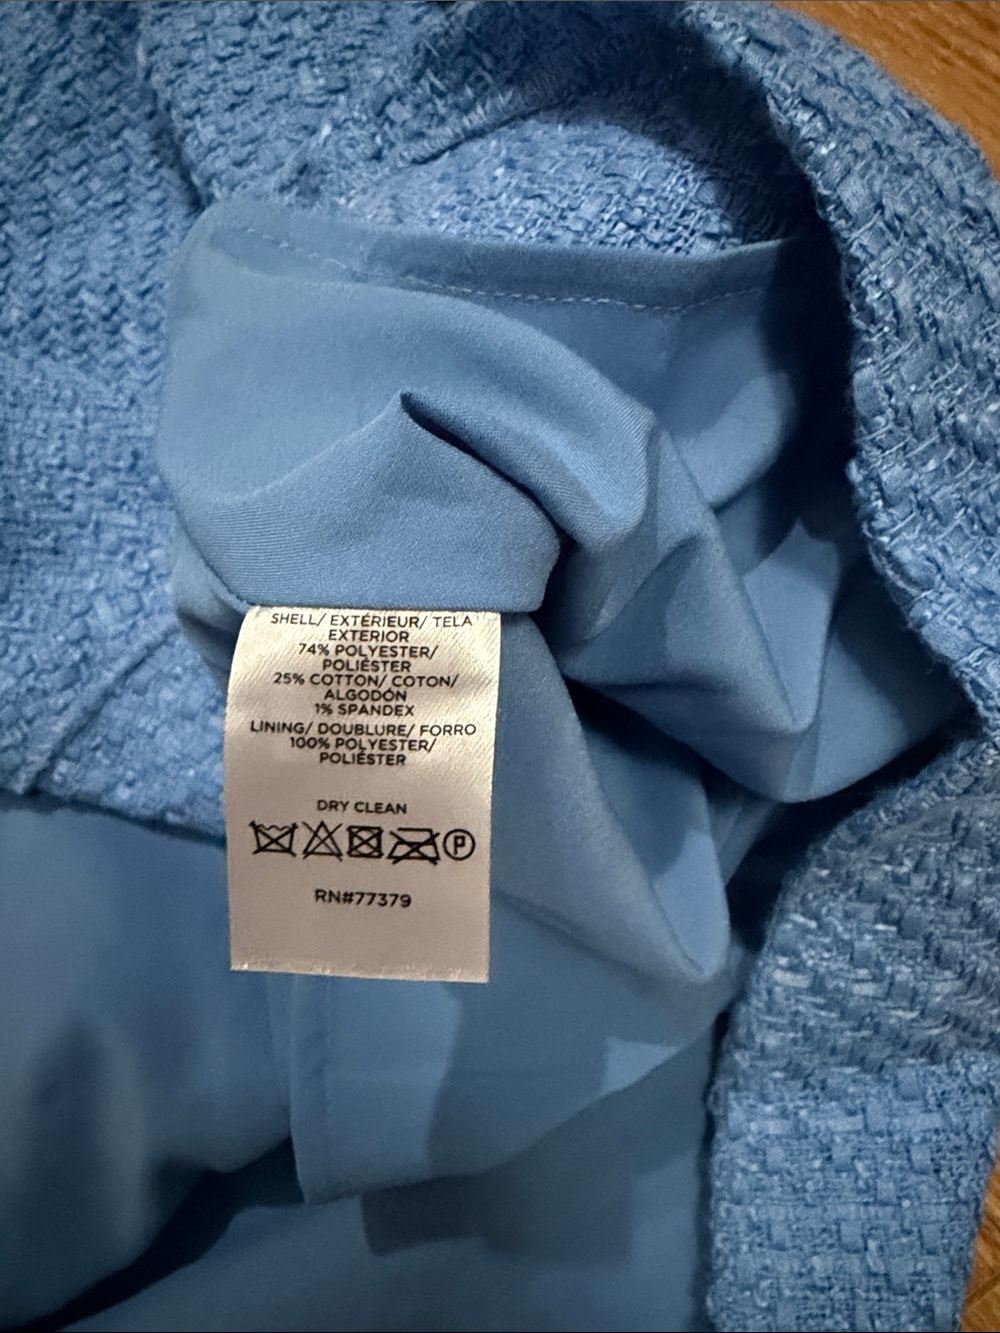 SHELL/ EXTÉRIEUR/ TELA
EXTERIOR
74% POLYESTER/
POLIÉSTER
25% COTTON/ COTON/
ALGODÓN
1% SPANDEX
LINING/ DOUBLURE/ FORRO
100% POLYESTER/
POLIÉSTER
DRY CLEAN
P
RN#77379